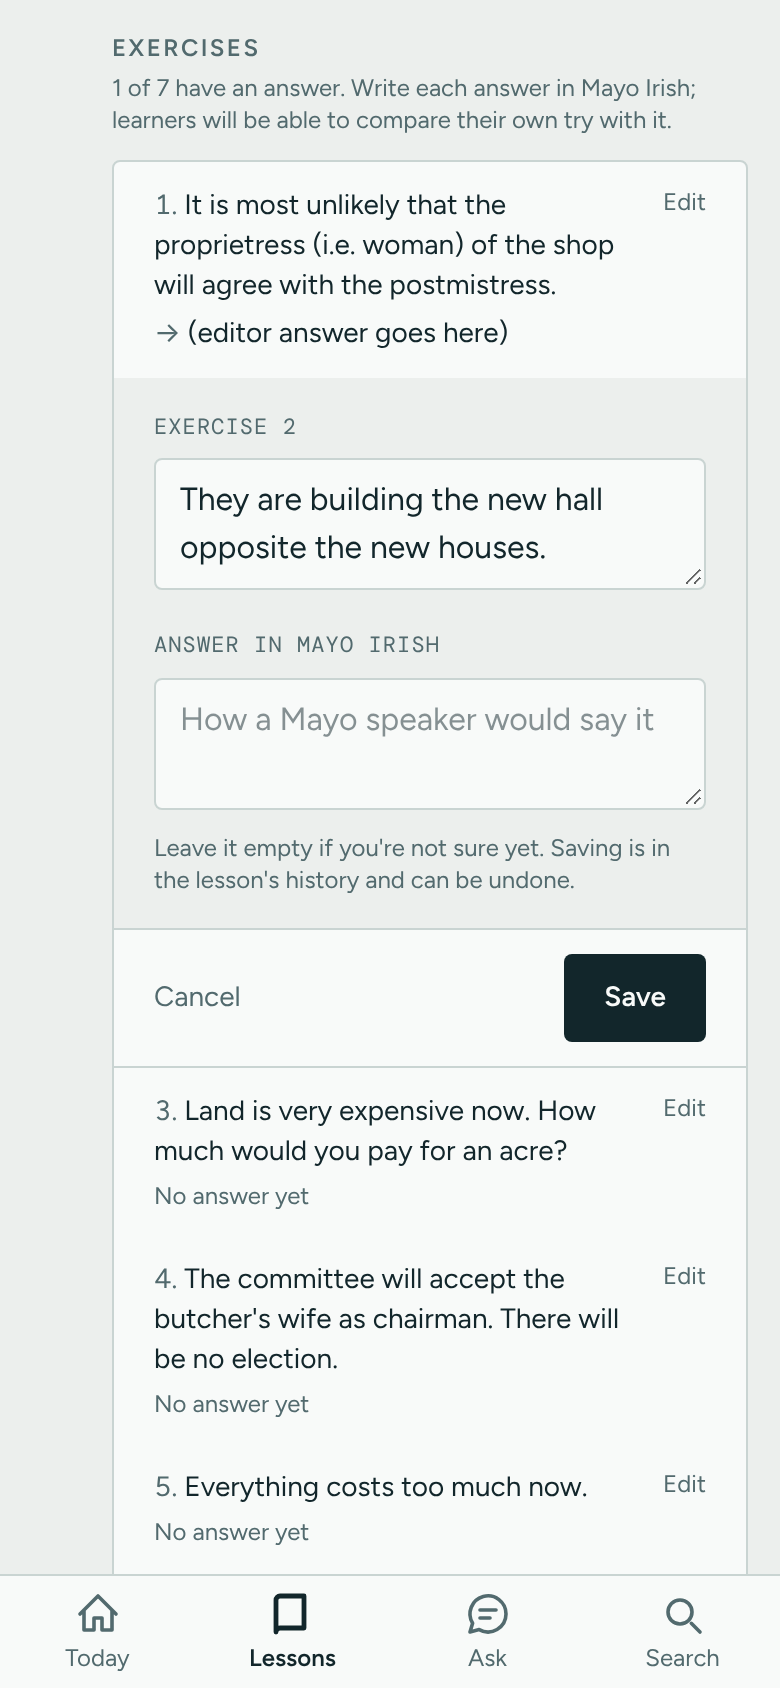 EXERCISES
1 of 7 have an answer. Write each answer in Mayo Irish;
learners will be able to compare their own try with it.
1. It is most unlikely that the
proprietress (i.e. woman) of the shop
will agree with the postmistress.
→ (editor answer goes here)
Edit
EXERCISE 2
They are building the new hall
opposite the new houses.
ANSWER IN MAYO IRISH
How a Mayo speaker would say it
Leave it empty if you're not sure yet. Saving is in
the lesson's history and can be undone.
Cancel
Save
3. Land is very expensive now. How
much would you pay for an acre?
No answer yet
Edit
4. The committee will accept the
butcher's wife as chairman. There will
be no election.
No answer yet
Edit
5. Everything costs too much now.
No answer yet
Edit
Today
Lessons
Ask
Search